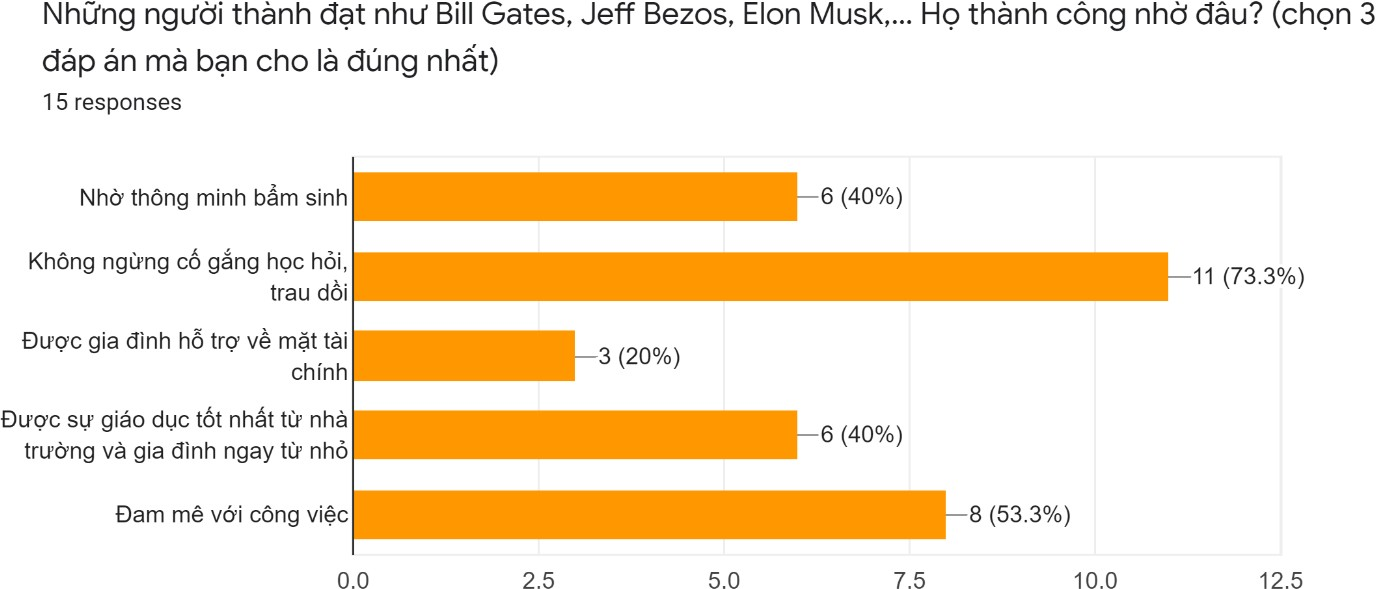 Những người thành đạt như Bill Gates, Jeff Bezos, Elon Musk,... Họ thành công nhờ đâu? (chọn 3
đáp án mà bạn cho là đúng nhất)
15 responses
Nhờ thông minh bẩm sinh
6 (40%)
Không ngừng cố gắng học hỏi,
trau dồi
11 (73.3%)
Được gia đình hỗ trợ về mặt tài
chính
3 (20%)
Được sự giáo dục tốt nhất từ nhà
trường và gia đình ngay từ nhỏ
6 (40%)
Đam mê với công việc
8 (53.3%)
0.0 2.5 5.0 7.5 10.0 12.5